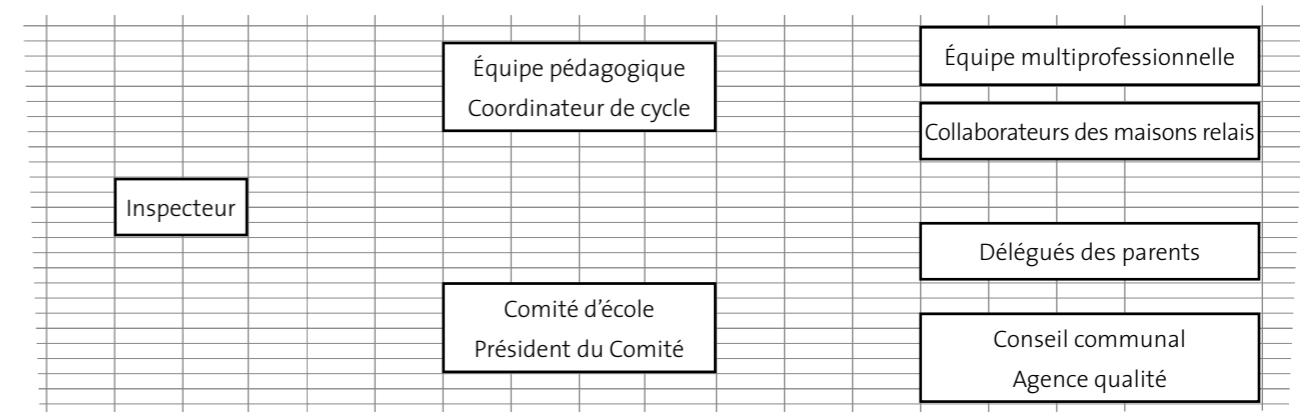 Inspecteur
Équipe pédagogique
Coordinateur de cycle
Comité d’école
Président du Comité
Équipe multiprofessionnelle
Collaborateurs des maisons relais
Délégués des parents
Conseil communal
Agence qualité